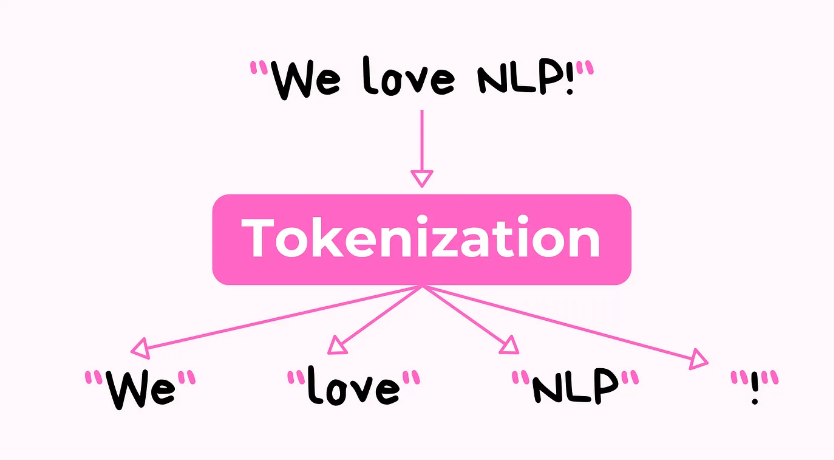 "We love NLP!"
Tokenization
"We" "love" "NLP" "!"